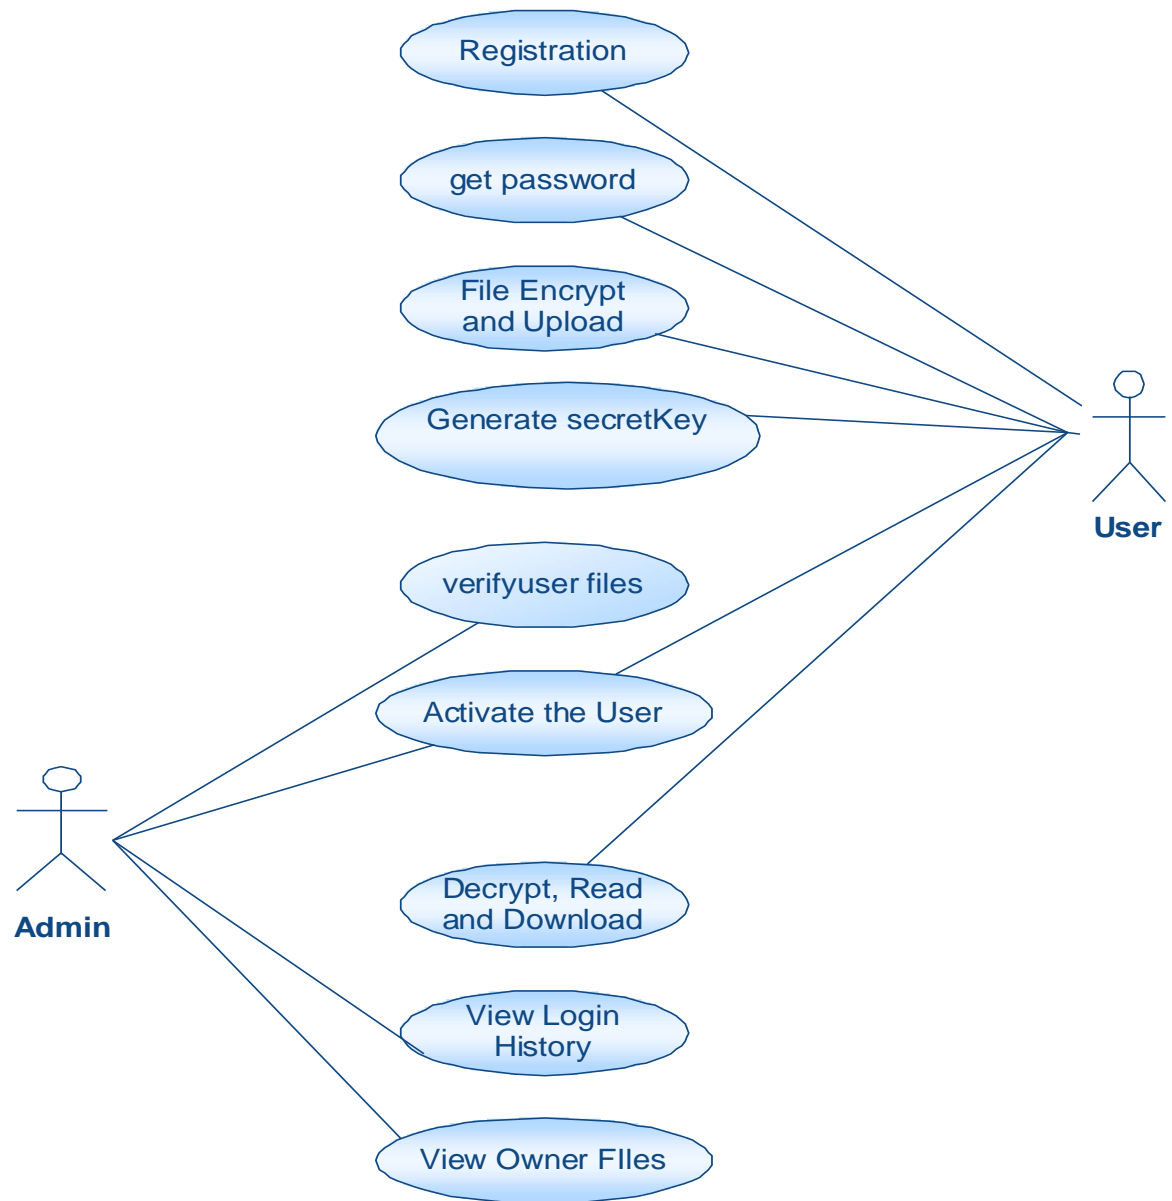 Registration
get password
File Encrypt
and Upload
Generate secretKey
User
verifyuser files
Activate the User
Admin
Decrypt, Read
and Download
View Login
History
View Owner FIles